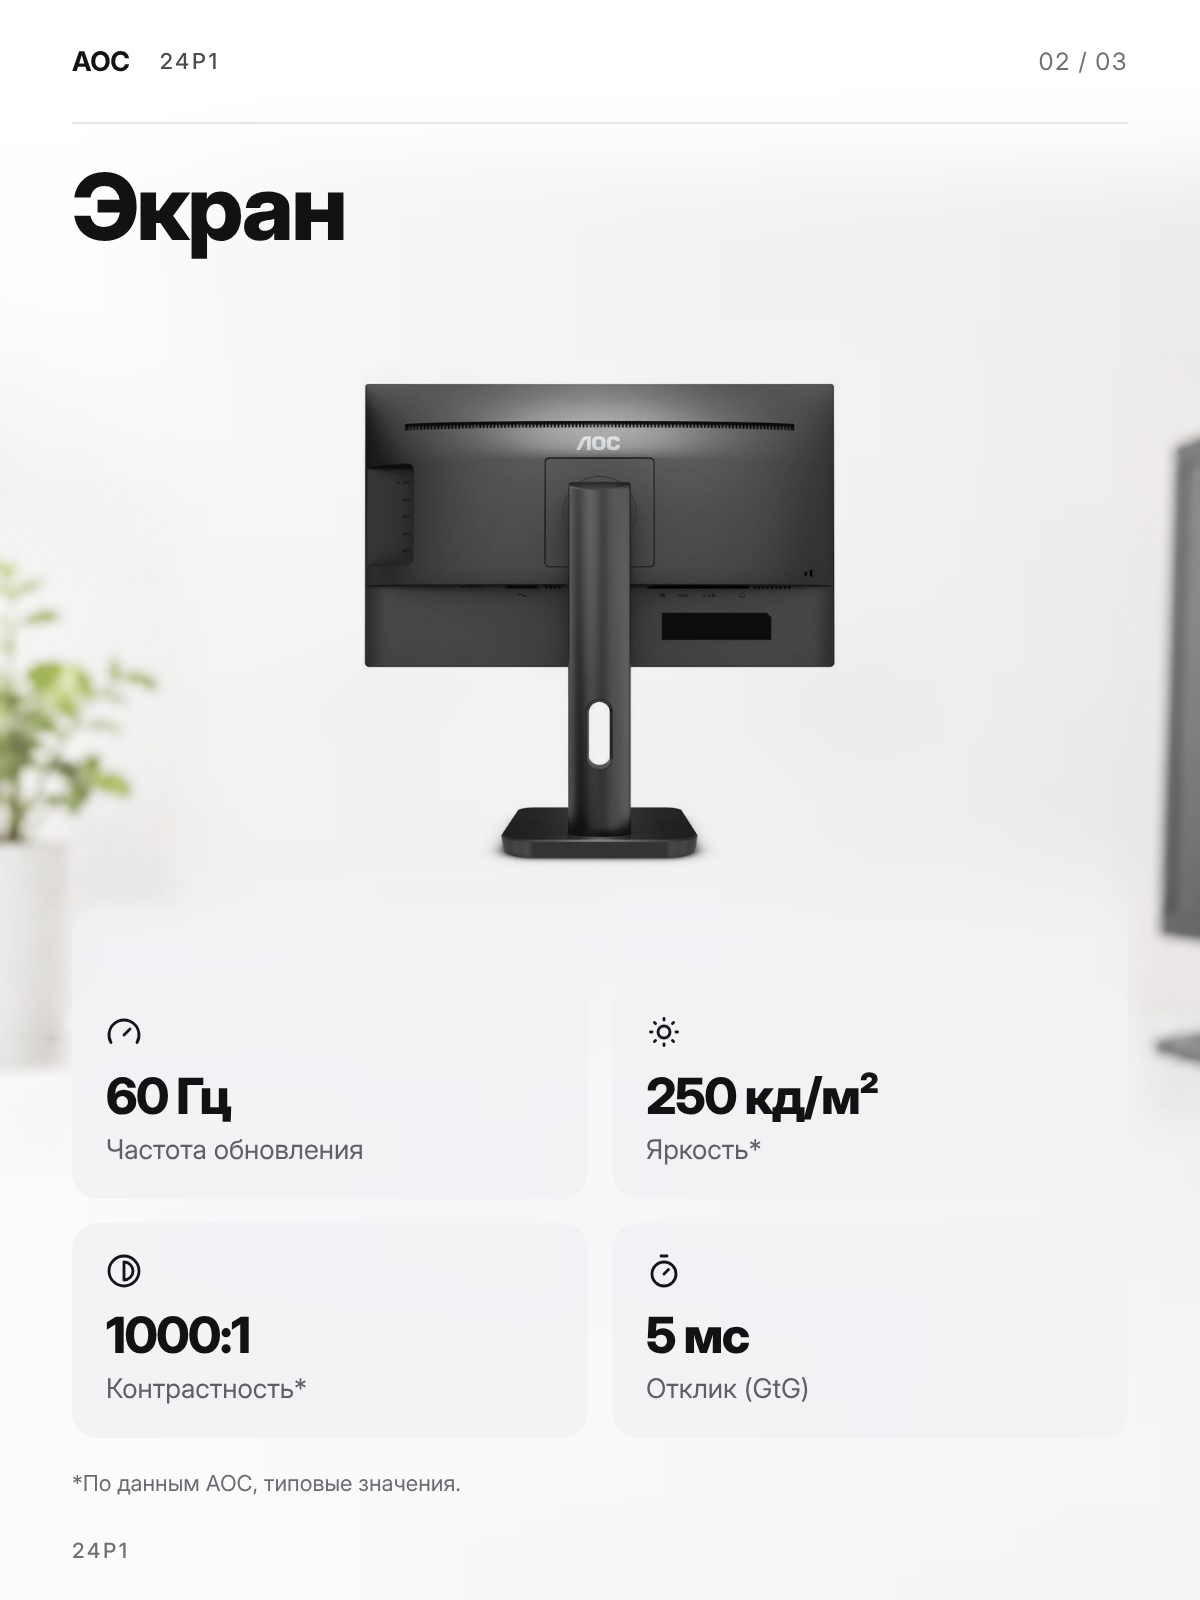 AOC 24P1 02 / 03
Экран
AOC
60 Гц
250 кд/м²
Частота обновления
Яркость*
1000:1
5 мс
Контрастность*
Отклик (GtG)
*По данным AOC, типовые значения.
24P1